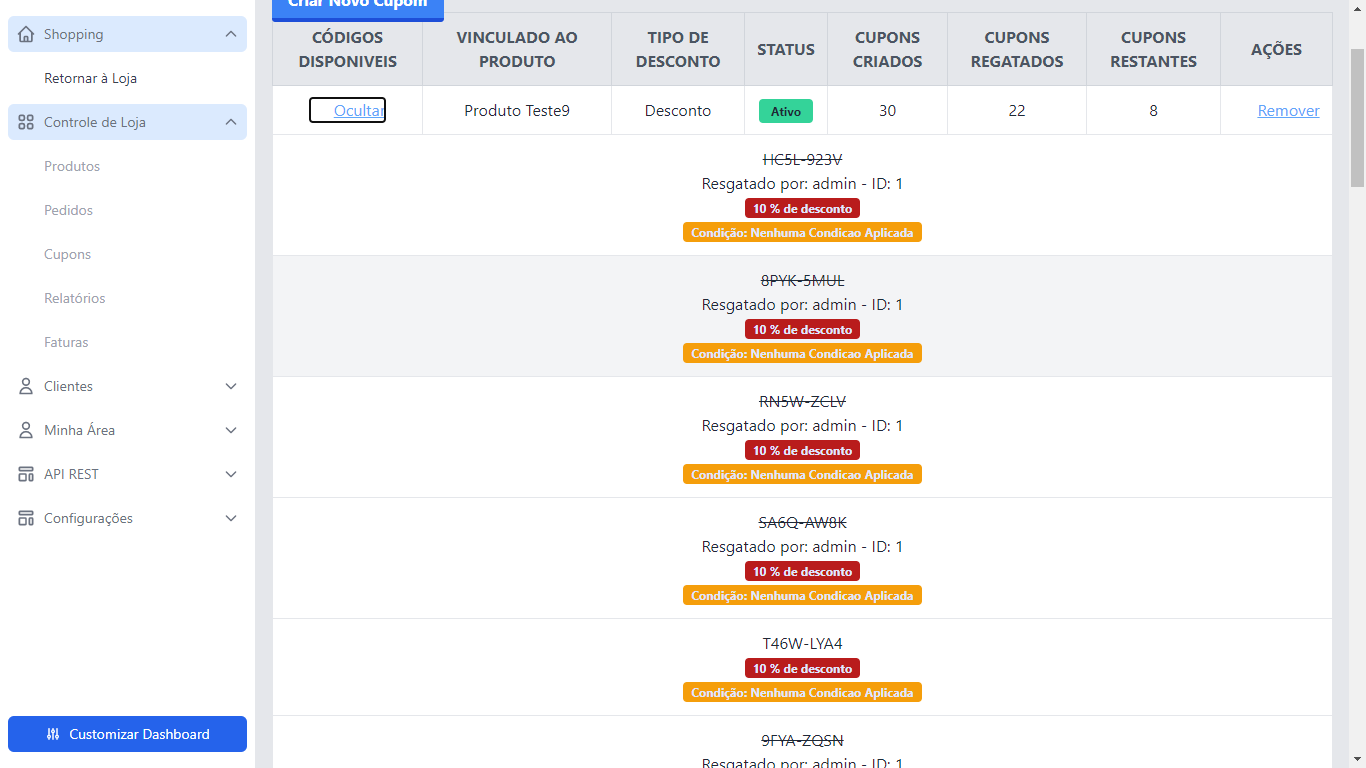 Shopping
Retornar à Loja
Controle de Loja
Produtos
Pedidos
Cupons
Relatórios
Faturas
Clientes
Minha Área
API REST
Configurações
Customizar Dashboard
Criar Novo Cupom
CÓDIGOS DISPONIVEIS
VINCULADO AO PRODUTO
TIPO DE DESCONTO
STATUS
CUPONS CRIADOS
CUPONS REGATADOS
CUPONS RESTANTES
AÇÕES
Ocultar
Produto Teste9
Desconto
Ativo
30
22
8
Remover
HC5L-923V
Resgatado por: admin - ID: 1
10 % de desconto
Condição: Nenhuma Condicao Aplicada
8PYK-5MUL
Resgatado por: admin - ID: 1
10 % de desconto
Condição: Nenhuma Condicao Aplicada
RN5W-ZCLV
Resgatado por: admin - ID: 1
10 % de desconto
Condição: Nenhuma Condicao Aplicada
SA6Q-AW8K
Resgatado por: admin - ID: 1
10 % de desconto
Condição: Nenhuma Condicao Aplicada
T46W-LYA4
10 % de desconto
Condição: Nenhuma Condicao Aplicada
9FYA-ZQSN
Resgatado por: admin - ID: 1